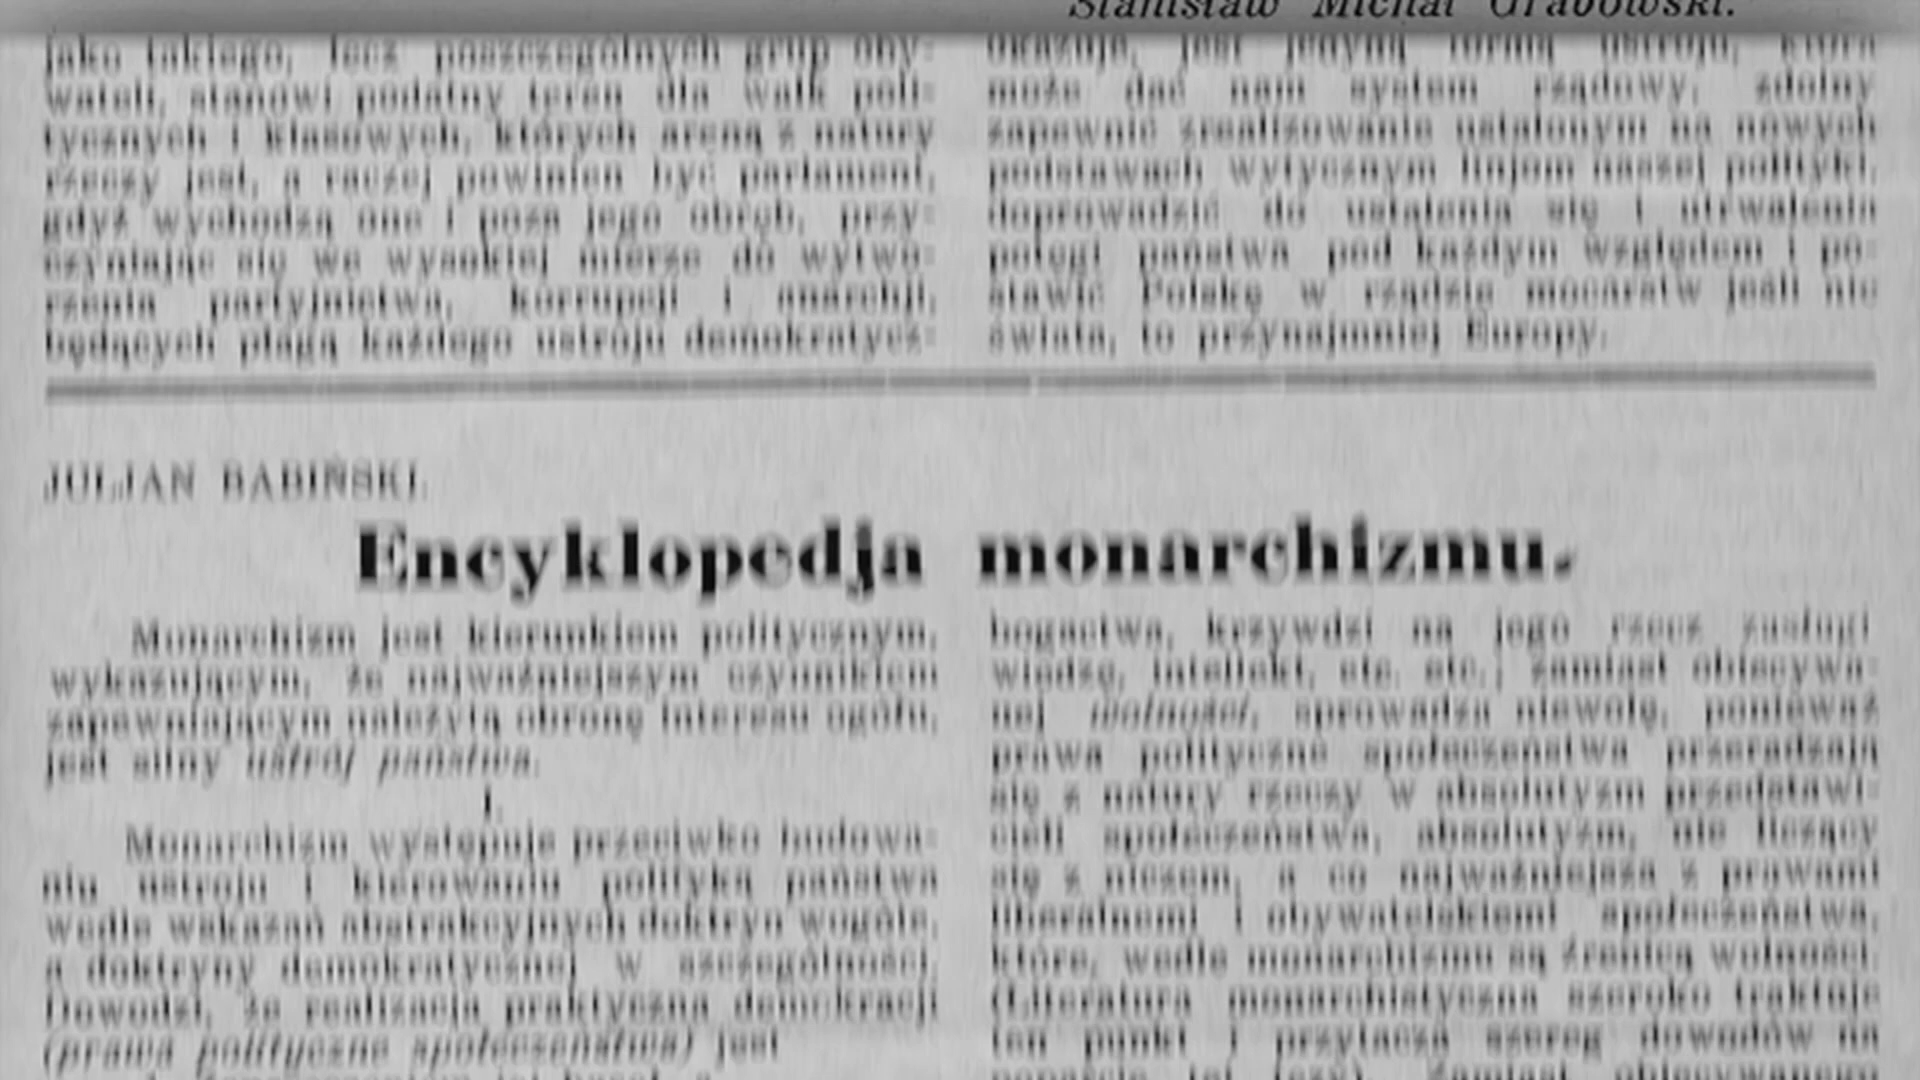 Stanisław Michał Grabowski.
jako takiego, lecz poszczególnych grup oby-
wateli, stanowi podatny teren dla walk poli-
tycznych i klasowych, których areną z natury
rzeczy jest, a raczej powinien być parlament,
gdyż wychodzą one i poza jego obręb, przy-
czyniając się we wysokiej mierze do wytwo-
rzenia partyjnictwa, korrupcji i anarchji,
będących plagą każdego ustroju demokratycz-
okazuje, jest jedyną formą ustroju, która
może dać nam system rządowy, zdolny
zapewnić zrealizowanie ustalonym na nowych
podstawach wytycznym linjom naszej polityki,
doprowadzić do ustalenia się i utrwalenia
potęgi państwa pod każdym względem i po-
stawić Polskę w rządzie mocarstw jeśli nie
świata, to przynajmniej Europy.
JULJAN BABIŃSKI.
Encyklopedja monarchizmu.
Monarchizm jest kierunkiem politycznym,
wykazującym, że najważniejszym czynnikiem
zapewniającym należytą obronę interesu ogółu,
jest silny ustrój państwa.
I.
Monarchizm występuje przeciwko budowa-
niu ustroju i kierowaniu polityką państwa
wedle wskazań abstrakcyjnych doktryn wogóle,
a doktryny demokratycznej w szczególności.
Dowodzi, że realizacja praktyczna demokracji
(prawa polityczne społeczeństwa) jest
bogactwa, krzywdzi na jego rzecz zasługi
wiedzę, intellekt, etc. etc.; zamiast obiecywa-
nej wolności, sprowadza niewolę, ponieważ
prawa polityczne społeczeństwa przeradzają
się z natury rzeczy w absolutyzm przedstawi-
cieli społeczeństwa, absolutyzm, nie liczący
się z niczem, a co najważniejsza z prawami
liberalnemi i obywatelskiemi społeczeństwa,
które, wedle monarchizmu są źrenicą wolności.
(Literatura monarchistyczna szeroko traktuje
ten punkt i przytacza szereg dowodów na
poparcie tej tezy). Zamiast obiecywanego